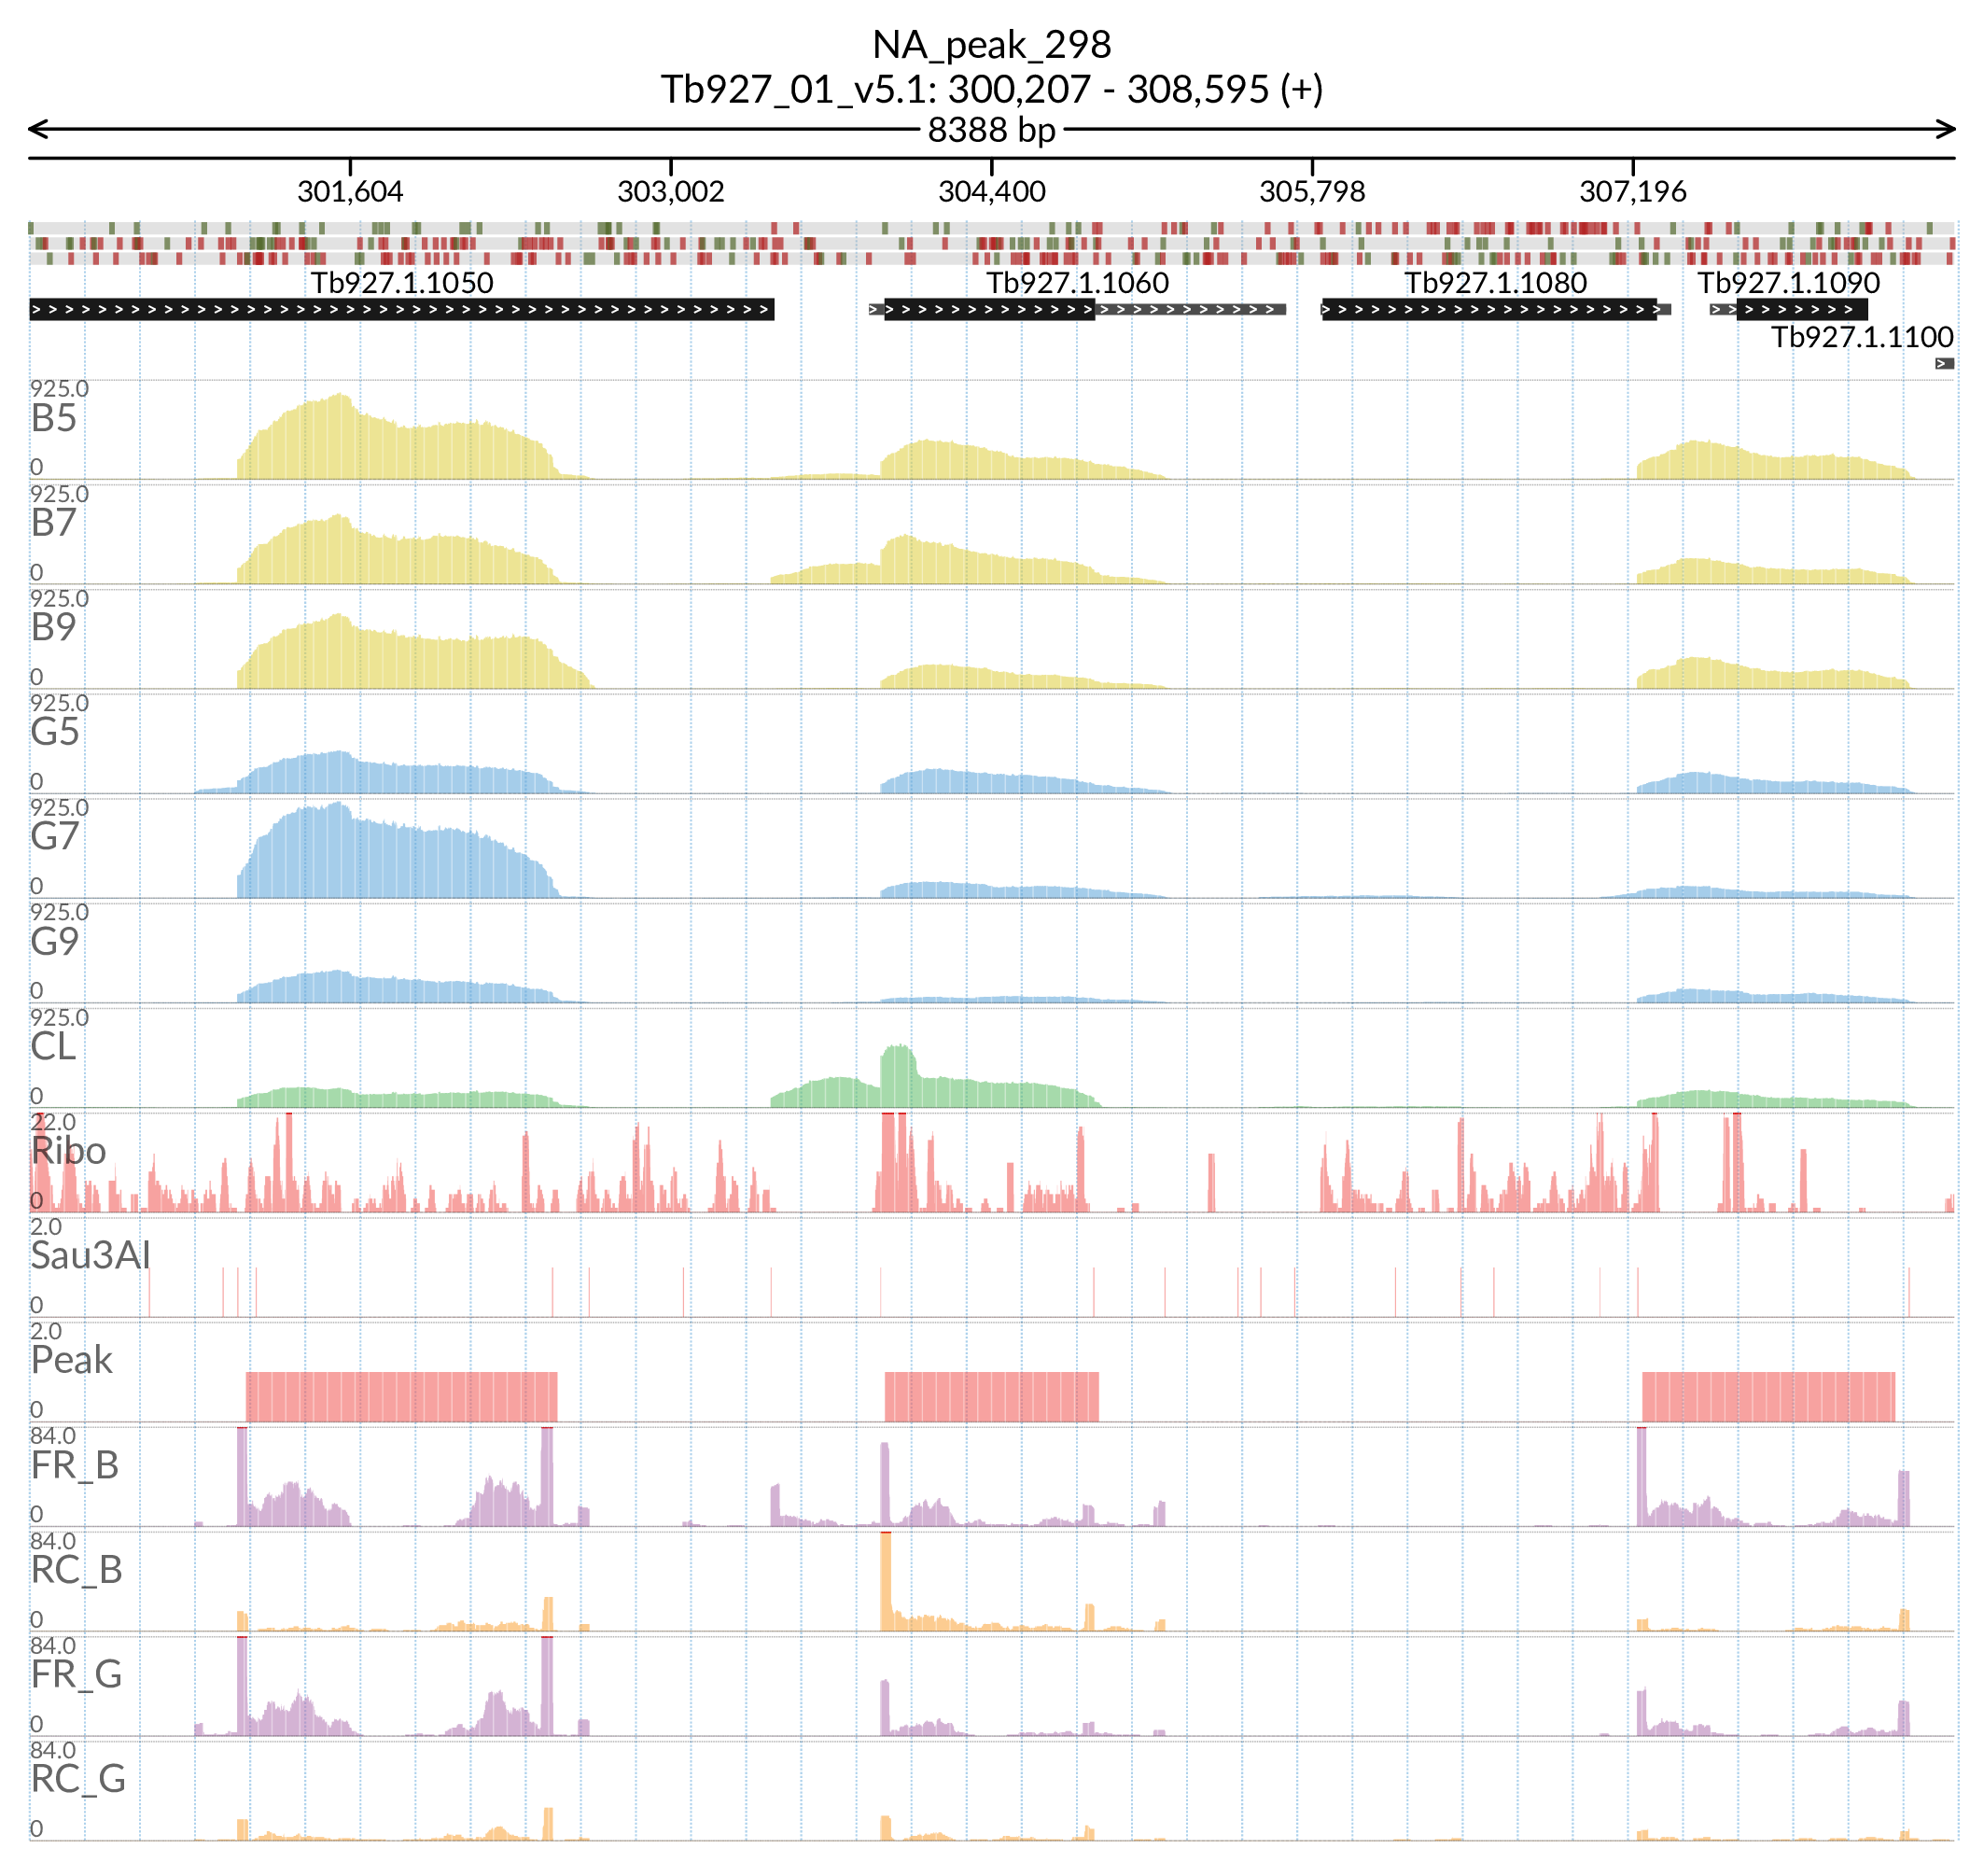 NA_peak_298
Tb927_01_v5.1: 300,207 - 308,595 (+)
8388 bp
301,604 303,002 304,400 305,798 307,196
Tb927.1.1050 Tb927.1.1060 Tb927.1.1080 Tb927.1.1090
Tb927.1.1100
925.0
B5
0
925.0
B7
0
925.0
B9
0
925.0
G5
0
925.0
G7
0
925.0
G9
0
925.0
CL
0
22.0
Ribo
0
2.0
Sau3AI
0
2.0
Peak
0
84.0
FR_B
0
84.0
RC_B
0
84.0
FR_G
0
84.0
RC_G
0